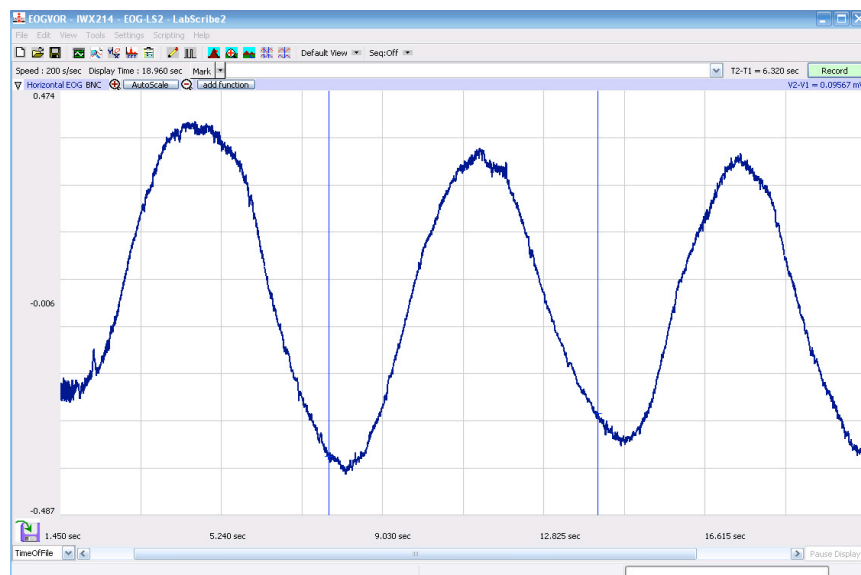 EOGVOR - IWX214 - EOG-LS2 - LabScribe2
File Edit View Tools Settings Scripting Help
Default View Seq:Off
Speed : 200 s/sec Display Time : 18.960 sec Mark T2-T1 = 6.320 sec Record
Horizontal EOG BNC AutoScale add function V2-V1 = 0.09567 mV
0.474
-0.006
-0.487
1.450 sec 5.240 sec 9.030 sec 12.825 sec 16.615 sec
TimeOfFile Pause Display